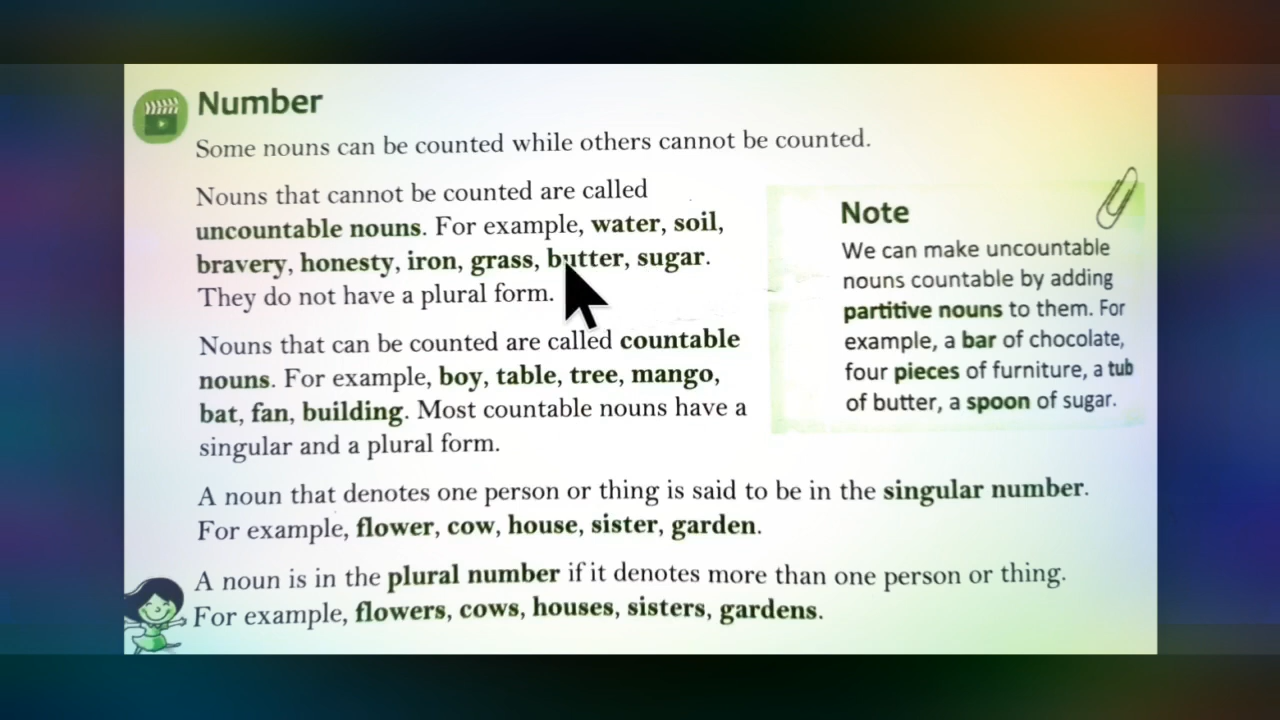 Number
Some nouns can be counted while others cannot be counted.
Nouns that cannot be counted are called
uncountable nouns. For example, water, soil,
bravery, honesty, iron, grass, butter, sugar.
They do not have a plural form.
Nouns that can be counted are called countable
nouns. For example, boy, table, tree, mango,
bat, fan, building. Most countable nouns have a
singular and a plural form.
Note
We can make uncountable
nouns countable by adding
partitive nouns to them. For
example, a bar of chocolate,
four pieces of furniture, a tub
of butter, a spoon of sugar.
A noun that denotes one person or thing is said to be in the singular number.
For example, flower, cow, house, sister, garden.
A noun is in the plural number if it denotes more than one person or thing.
For example, flowers, cows, houses, sisters, gardens.